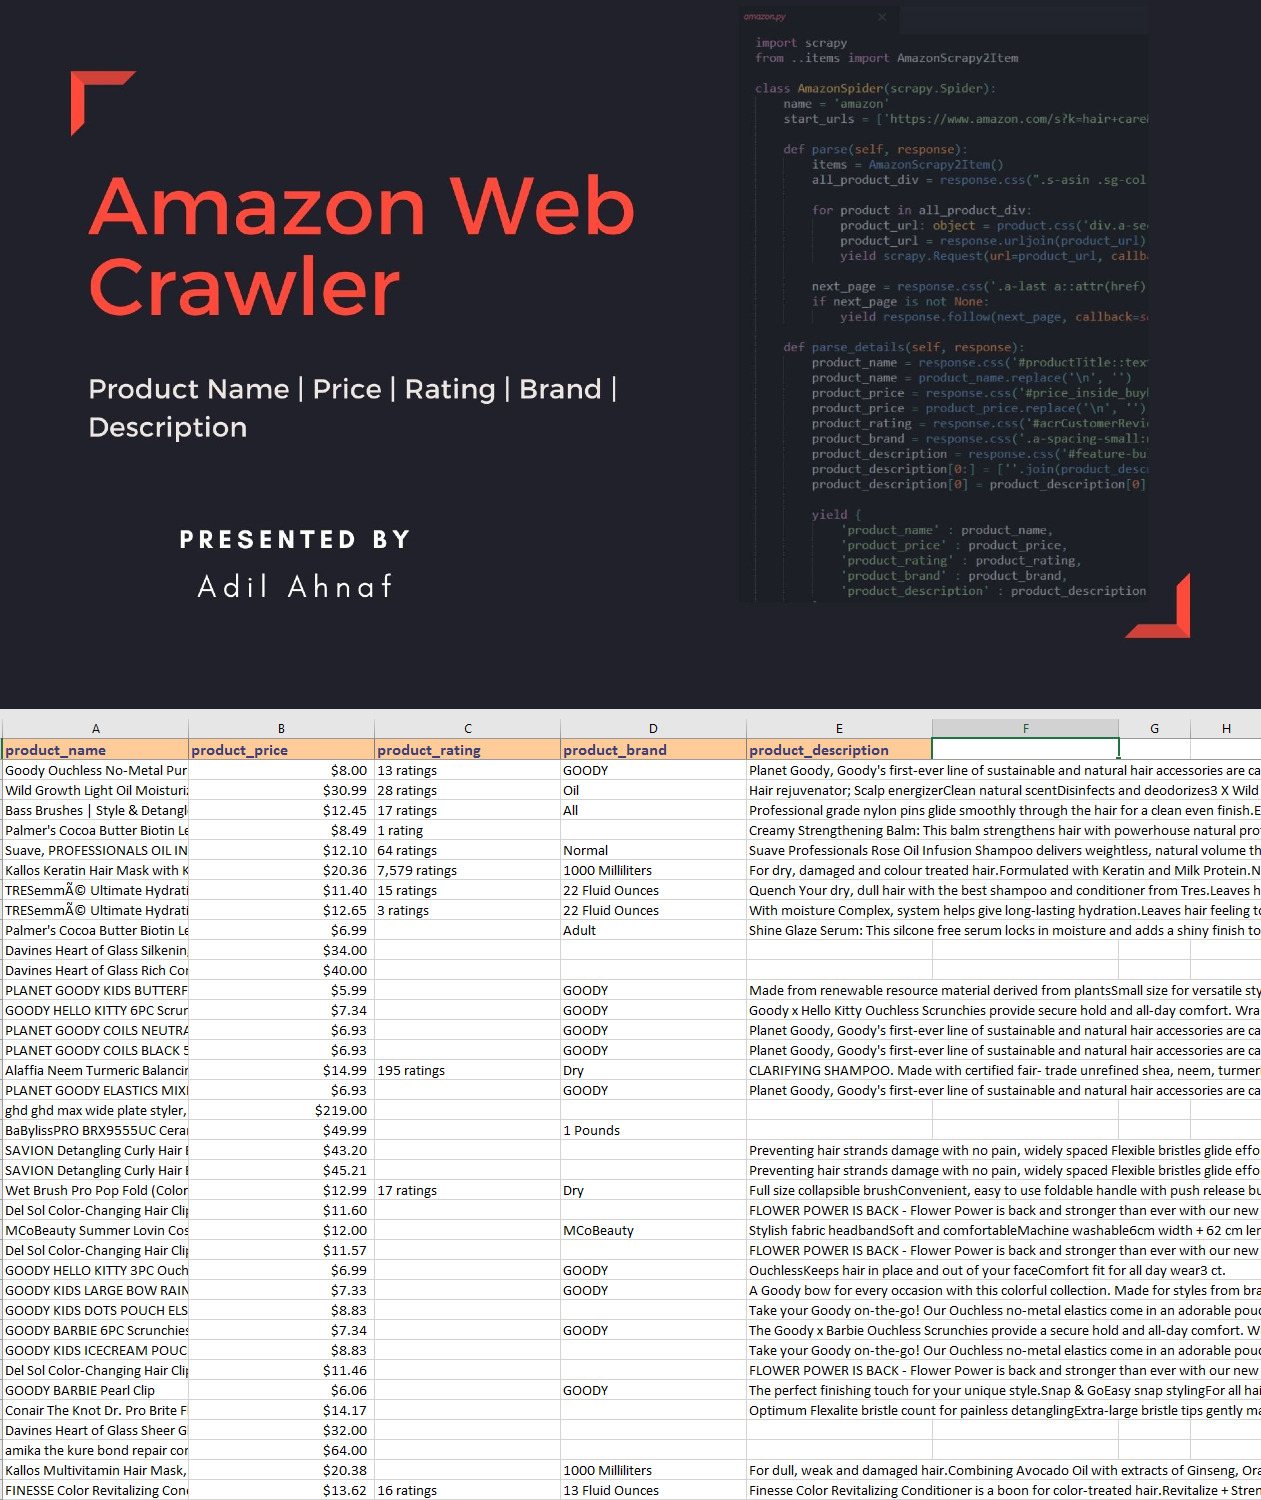 amazon.py
import scrapy
from ..items import AmazonScrapy2Item
class AmazonSpider(scrapy.Spider):
name = 'amazon'
start_urls = ['https://www.amazon.com/s?k=hair+care
def parse(self, response):
items = AmazonScrapy2Item()
all_product_div = response.css(".s-asin .sg-col
for product in all_product_div:
product_url: object = product.css('div.a-se
product_url = response.urljoin(product_url)
yield scrapy.Request(url=product_url, callb
next_page = response.css('.a-last a::attr(href)
if next_page is not None:
yield response.follow(next_page, callback=s
def parse_details(self, response):
product_name = response.css('#productTitle::tex
product_name = product_name.replace('\n', '')
product_price = response.css('#price_inside_buy
product_price = product_price.replace('\n', '')
product_rating = response.css('#acrCustomerRevi
product_brand = response.css('.a-spacing-small:
product_description = response.css('#feature-bu
product_description[0:] = [''.join(product_desc
product_description[0] = product_description[0]
yield {
'product_name' : product_name,
'product_price' : product_price,
'product_rating' : product_rating,
'product_brand' : product_brand,
'product_description' : product_description
Amazon Web
Crawler
Product Name | Price | Rating | Brand |
Description
PRESENTED BY
Adil Ahnaf
A B C D E F G H
product_name product_price product_rating product_brand product_description
Goody Ouchless No-Metal Pur $8.00 13 ratings GOODY Planet Goody, Goody's first-ever line of sustainable and natural hair accessories are ca
Wild Growth Light Oil Moisturi $30.99 28 ratings Oil Hair rejuvenator; Scalp energizerClean natural scentDisinfects and deodorizes3 X Wild
Bass Brushes | Style & Detangl $12.45 17 ratings All Professional grade nylon pins glide smoothly through the hair for a clean even finish.E
Palmer's Cocoa Butter Biotin Le $8.49 1 rating Creamy Strengthening Balm: This balm strengthens hair with powerhouse natural pro
Suave, PROFESSIONALS OIL IN $12.10 64 ratings Normal Suave Professionals Rose Oil Infusion Shampoo delivers weightless, natural volume th
Kallos Keratin Hair Mask with K $20.36 7,579 ratings 1000 Milliliters For dry, damaged and colour treated hair.Formulated with Keratin and Milk Protein.N
TRESemmÃ© Ultimate Hydrati $11.40 15 ratings 22 Fluid Ounces Quench Your dry, dull hair with the best shampoo and conditioner from Tres.Leaves h
TRESemmÃ© Ultimate Hydrati $12.65 3 ratings 22 Fluid Ounces With moisture Complex, system helps give long-lasting hydration.Leaves hair feeling to
Palmer's Cocoa Butter Biotin Le $6.99 Adult Shine Glaze Serum: This silcone free serum locks in moisture and adds a shiny finish to
Davines Heart of Glass Silkenin $34.00
Davines Heart of Glass Rich Con $40.00
PLANET GOODY KIDS BUTTERF $5.99 GOODY Made from renewable resource material derived from plantsSmall size for versatile sty
GOODY HELLO KITTY 6PC Scrun $7.34 GOODY Goody x Hello Kitty Ouchless Scrunchies provide secure hold and all-day comfort. Wra
PLANET GOODY COILS NEUTRA $6.93 GOODY Planet Goody, Goody's first-ever line of sustainable and natural hair accessories are ca
PLANET GOODY COILS BLACK 5 $6.93 GOODY Planet Goody, Goody's first-ever line of sustainable and natural hair accessories are ca
Alaffia Neem Turmeric Balancin $14.99 195 ratings Dry CLARIFYING SHAMPOO. Made with certified fair- trade unrefined shea, neem, turmer
PLANET GOODY ELASTICS MIXI $6.93 GOODY Planet Goody, Goody's first-ever line of sustainable and natural hair accessories are ca
ghd ghd max wide plate styler, $219.00
BaBylissPRO BRX9555UC Cera $49.99 1 Pounds
SAVION Detangling Curly Hair B $43.20 Preventing hair strands damage with no pain, widely spaced Flexible bristles glide effo
SAVION Detangling Curly Hair B $45.21 Preventing hair strands damage with no pain, widely spaced Flexible bristles glide effo
Wet Brush Pro Pop Fold (Color $12.99 17 ratings Dry Full size collapsible brushConvenient, easy to use foldable handle with push release bu
Del Sol Color-Changing Hair Clip $11.60 FLOWER POWER IS BACK - Flower Power is back and stronger than ever with our new
MCoBeauty Summer Lovin Cos $12.00 MCoBeauty Stylish fabric headbandSoft and comfortableMachine washable6cm width + 62 cm len
Del Sol Color-Changing Hair Clip $11.57 FLOWER POWER IS BACK - Flower Power is back and stronger than ever with our new
GOODY HELLO KITTY 3PC Ouch $6.99 GOODY OuchlessKeeps hair in place and out of your faceComfort fit for all day wear3 ct.
GOODY KIDS LARGE BOW RAIN $7.33 GOODY A Goody bow for every occasion with this colorful collection. Made for styles from bra
GOODY KIDS DOTS POUCH ELS $8.83 Take your Goody on-the-go! Our Ouchless no-metal elastics come in an adorable pouc
GOODY BARBIE 6PC Scrunchies $7.34 GOODY The Goody x Barbie Ouchless Scrunchies provide a secure hold and all-day comfort. W
GOODY KIDS ICECREAM POUC $8.83 Take your Goody on-the-go! Our Ouchless no-metal elastics come in an adorable pouc
Del Sol Color-Changing Hair Clip $11.46 FLOWER POWER IS BACK - Flower Power is back and stronger than ever with our new
GOODY BARBIE Pearl Clip $6.06 GOODY The perfect finishing touch for your unique style.Snap & GoEasy snap stylingFor all hai
Conair The Knot Dr. Pro Brite F $14.17 Optimum Flexalite bristle count for painless detanglingExtra-large bristle tips gently ma
Davines Heart of Glass Sheer G $32.00
amika the kure bond repair con $64.00
Kallos Multivitamin Hair Mask, $20.38 1000 Milliliters For dull, weak and damaged hair.Combining Avocado Oil with extracts of Ginseng, Ora
FINESSE Color Revitalizing Cond $13.62 16 ratings 13 Fluid Ounces Finesse Color Revitalizing Conditioner is a boon for color-treated hair.Revitalize + Stren